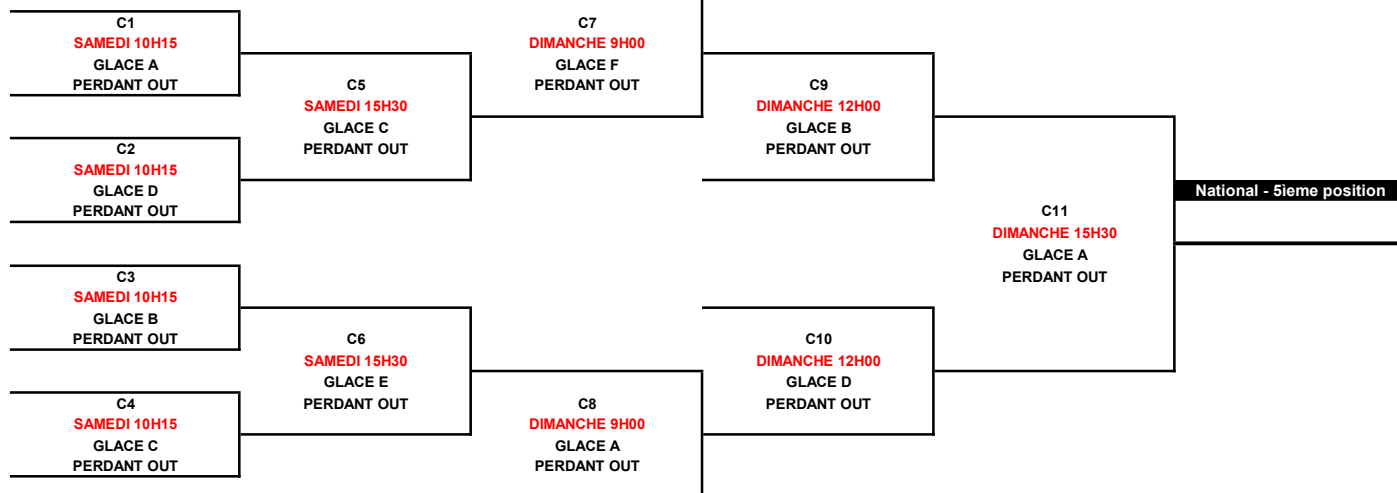 C1
SAMEDI 10H15
GLACE A
PERDANT OUT
C2
SAMEDI 10H15
GLACE D
PERDANT OUT
C3
SAMEDI 10H15
GLACE B
PERDANT OUT
C4
SAMEDI 10H15
GLACE C
PERDANT OUT
C5
SAMEDI 15H30
GLACE C
PERDANT OUT
C6
SAMEDI 15H30
GLACE E
PERDANT OUT
C7
DIMANCHE 9H00
GLACE F
PERDANT OUT
C8
DIMANCHE 9H00
GLACE A
PERDANT OUT
C9
DIMANCHE 12H00
GLACE B
PERDANT OUT
C10
DIMANCHE 12H00
GLACE D
PERDANT OUT
C11
DIMANCHE 15H30
GLACE A
PERDANT OUT
National - 5ìeme position